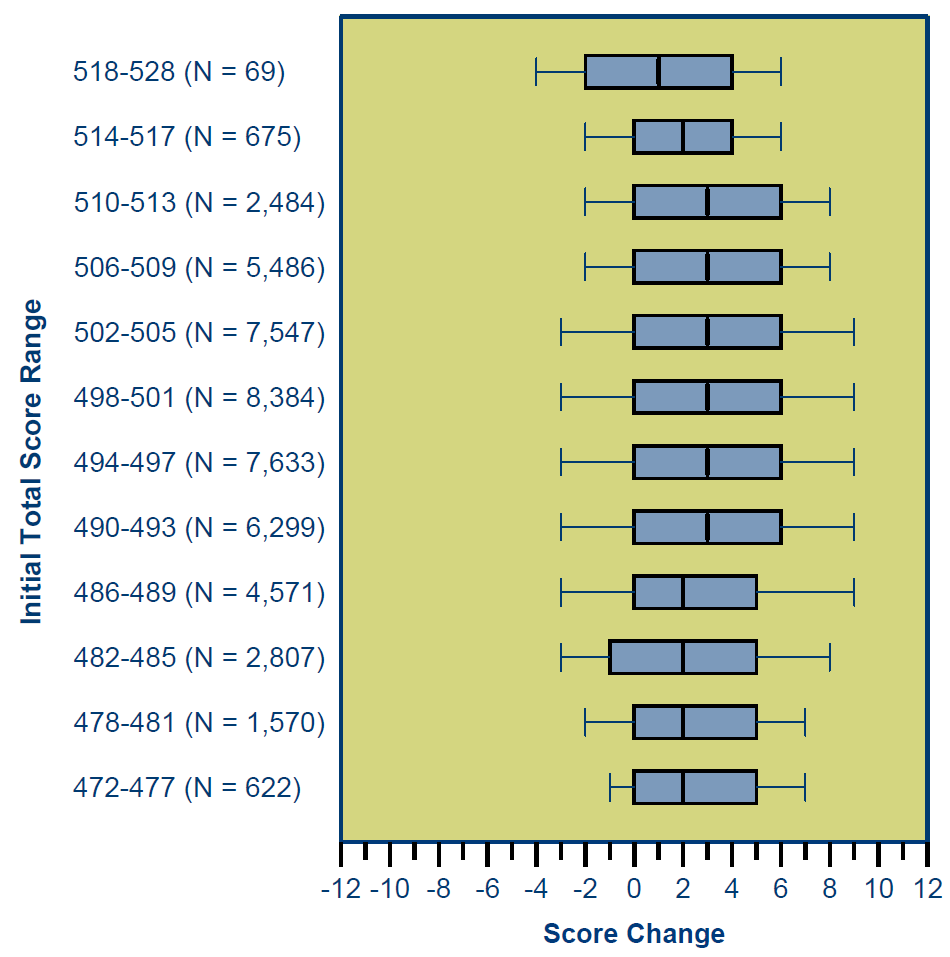 518-528 (N = 69)
514-517 (N = 675)
510-513 (N = 2,484)
506-509 (N = 5,486)
502-505 (N = 7,547)
498-501 (N = 8,384)
494-497 (N = 7,633)
490-493 (N = 6,299)
486-489 (N = 4,571)
482-485 (N = 2,807)
478-481 (N = 1,570)
472-477 (N = 622)
Initial Total Score Range
-12 -10 -8 -6 -4 -2 0 2 4 6 8 10 12
Score Change